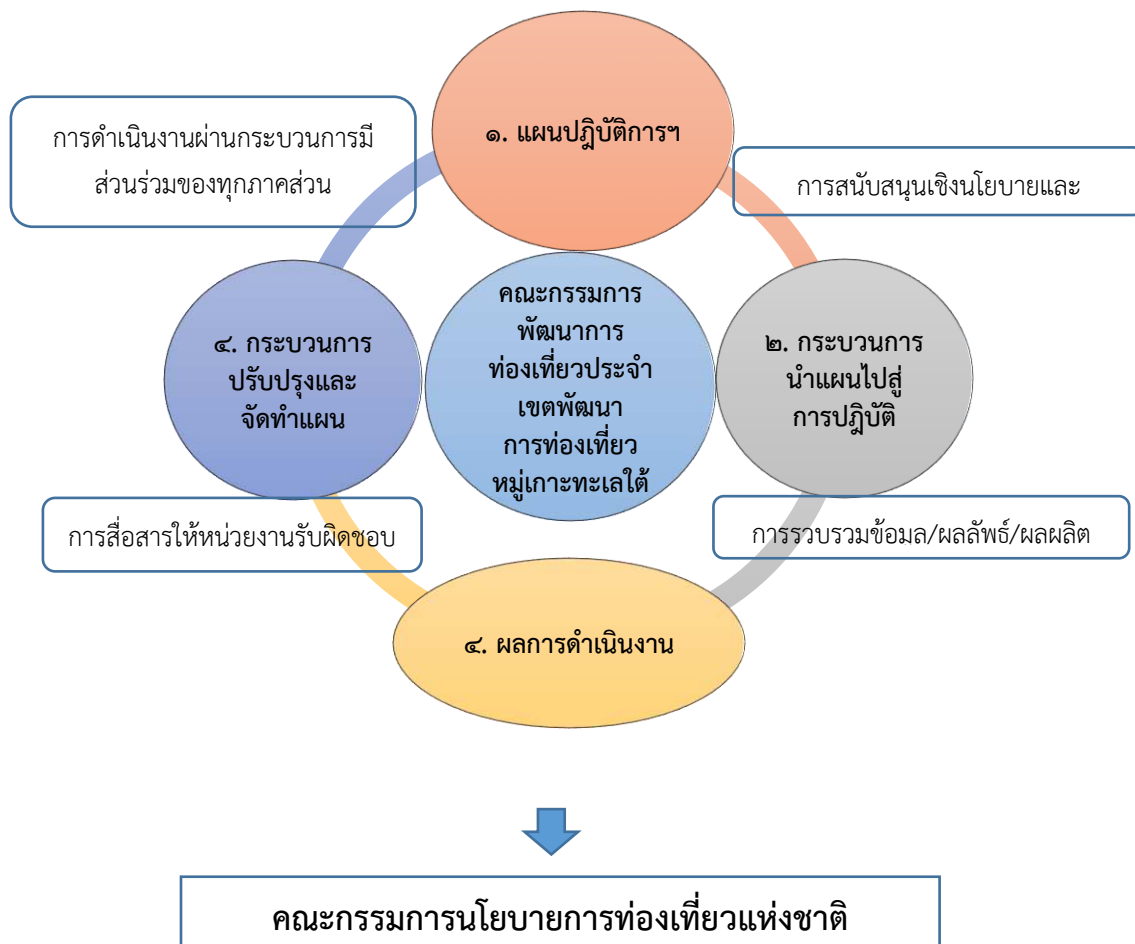 ๑. แผนปฎิบัติการฯ
การดำเนินงานผ่านกระบวนการมี
ส่วนร่วมของทุกภาคส่วน
การสนับสนุนเชิงนโยบายและ
คณะกรรมการ
พัฒนาการ
ท่องเที่ยวประจำ
เขตพัฒนา
การท่องเที่ยว
หมู่เกาะทะเลใต้
๔. กระบวนการ
ปรับปรุงและ
จัดทำแผน
๒. กระบวนการ
นำแผนไปสู่
การปฎิบัติ
การสื่อสารให้หน่วยงานรับผิดชอบ
การรวบรวมข้อมูล/ผลลัพธ์/ผลผลิต
๔. ผลการดำเนินงาน
คณะกรรมการนโยบายการท่องเที่ยวแห่งชาติ